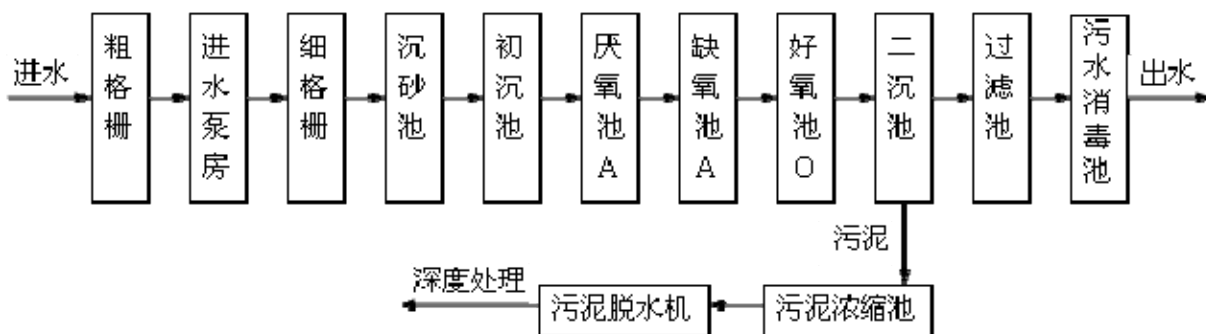 进水
粗格栅
进水泵房
细格栅
沉砂池
初沉池
厌氧池A
缺氧池A
好氧池O
二沉池
过滤池
污水消毒池
出水
污泥
深度处理
污泥脱水机
污泥浓缩池